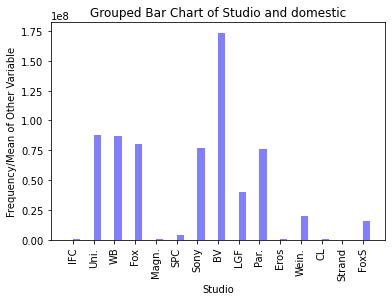 Grouped Bar Chart of Studio and domestic
1e8
Frequency/Mean of Other Variable
1.75
1.50
1.25
1.00
0.75
0.50
0.25
0.00
IFC
Uni.
WB
Fox
Magn.
SPC
Sony
BV
LGF
Par.
Eros
Wein.
CL
Strand
FoxS
Studio